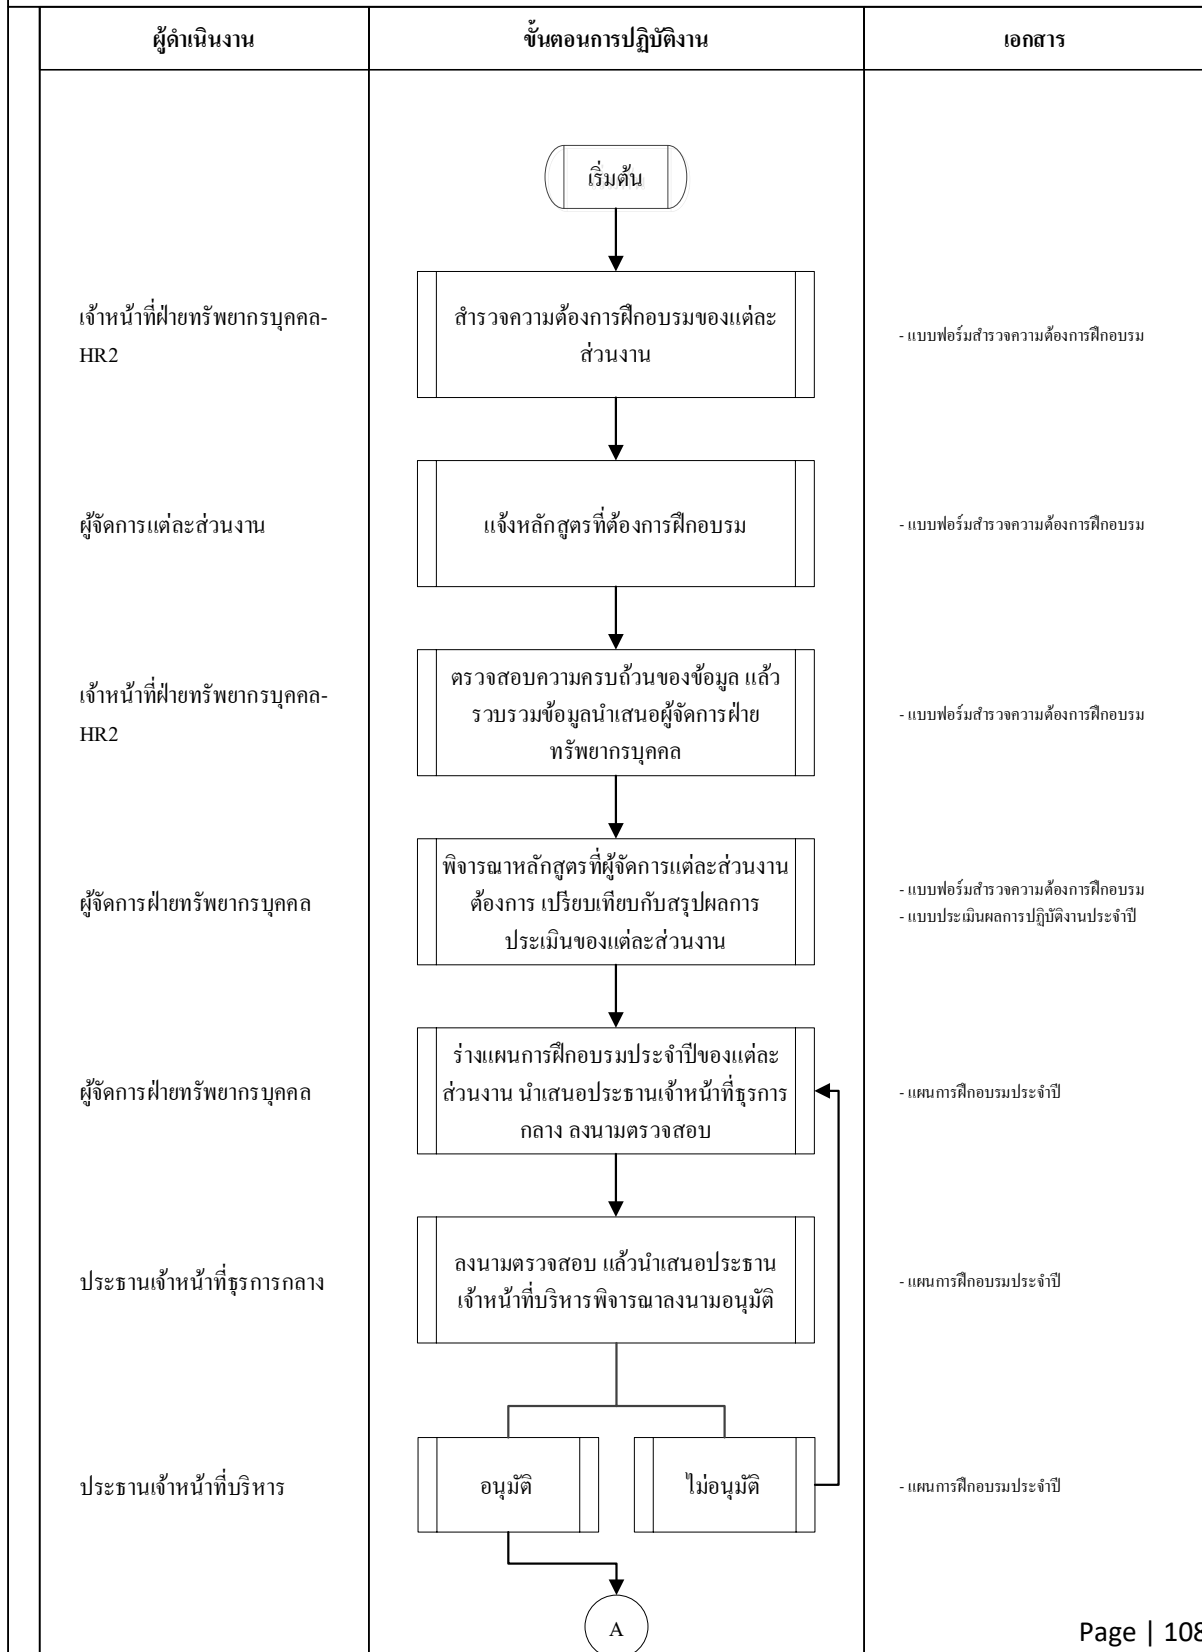 ผู้ดำเนินงาน
ขั้นตอนการปฏิบัติงาน
เอกสาร
เริ่มต้น
เจ้าหน้าที่ฝ่ายทรัพยากรบุคคล-
HR2
สำรวจความต้องการฝึกอบรมของแต่ละ
ส่วนงาน
- แบบฟอร์มสำรวจความต้องการฝึกอบรม
ผู้จัดการแต่ละส่วนงาน
แจ้งหลักสูตรที่ต้องการฝึกอบรม
- แบบฟอร์มสำรวจความต้องการฝึกอบรม
เจ้าหน้าที่ฝ่ายทรัพยากรบุคคล-
HR2
ตรวจสอบความครบถ้วนของข้อมูล แล้ว
รวบรวมข้อมูลนำเสนอผู้จัดการฝ่าย
ทรัพยากรบุคคล
- แบบฟอร์มสำรวจความต้องการฝึกอบรม
ผู้จัดการฝ่ายทรัพยากรบุคคล
พิจารณาหลักสูตรที่ผู้จัดการแต่ละส่วนงาน
ต้องการ เปรียบเทียบกับสรุปผลการ
ประเมินของแต่ละส่วนงาน
- แบบฟอร์มสำรวจความต้องการฝึกอบรม
- แบบประเมินผลการปฏิบัติงานประจำปี
ผู้จัดการฝ่ายทรัพยากรบุคคล
ร่างแผนการฝึกอบรมประจำปีของแต่ละ
ส่วนงาน นำเสนอประธานเจ้าหน้าที่ธุรการ
กลาง ลงนามตรวจสอบ
- แผนการฝึกอบรมประจำปี
ประธานเจ้าหน้าที่ธุรการกลาง
ลงนามตรวจสอบ แล้วนำเสนอประธาน
เจ้าหน้าที่บริหารพิจารณาลงนามอนุมัติ
- แผนการฝึกอบรมประจำปี
ประธานเจ้าหน้าที่บริหาร
อนุมัติ
ไม่อนุมัติ
- แผนการฝึกอบรมประจำปี
A
Page | 108